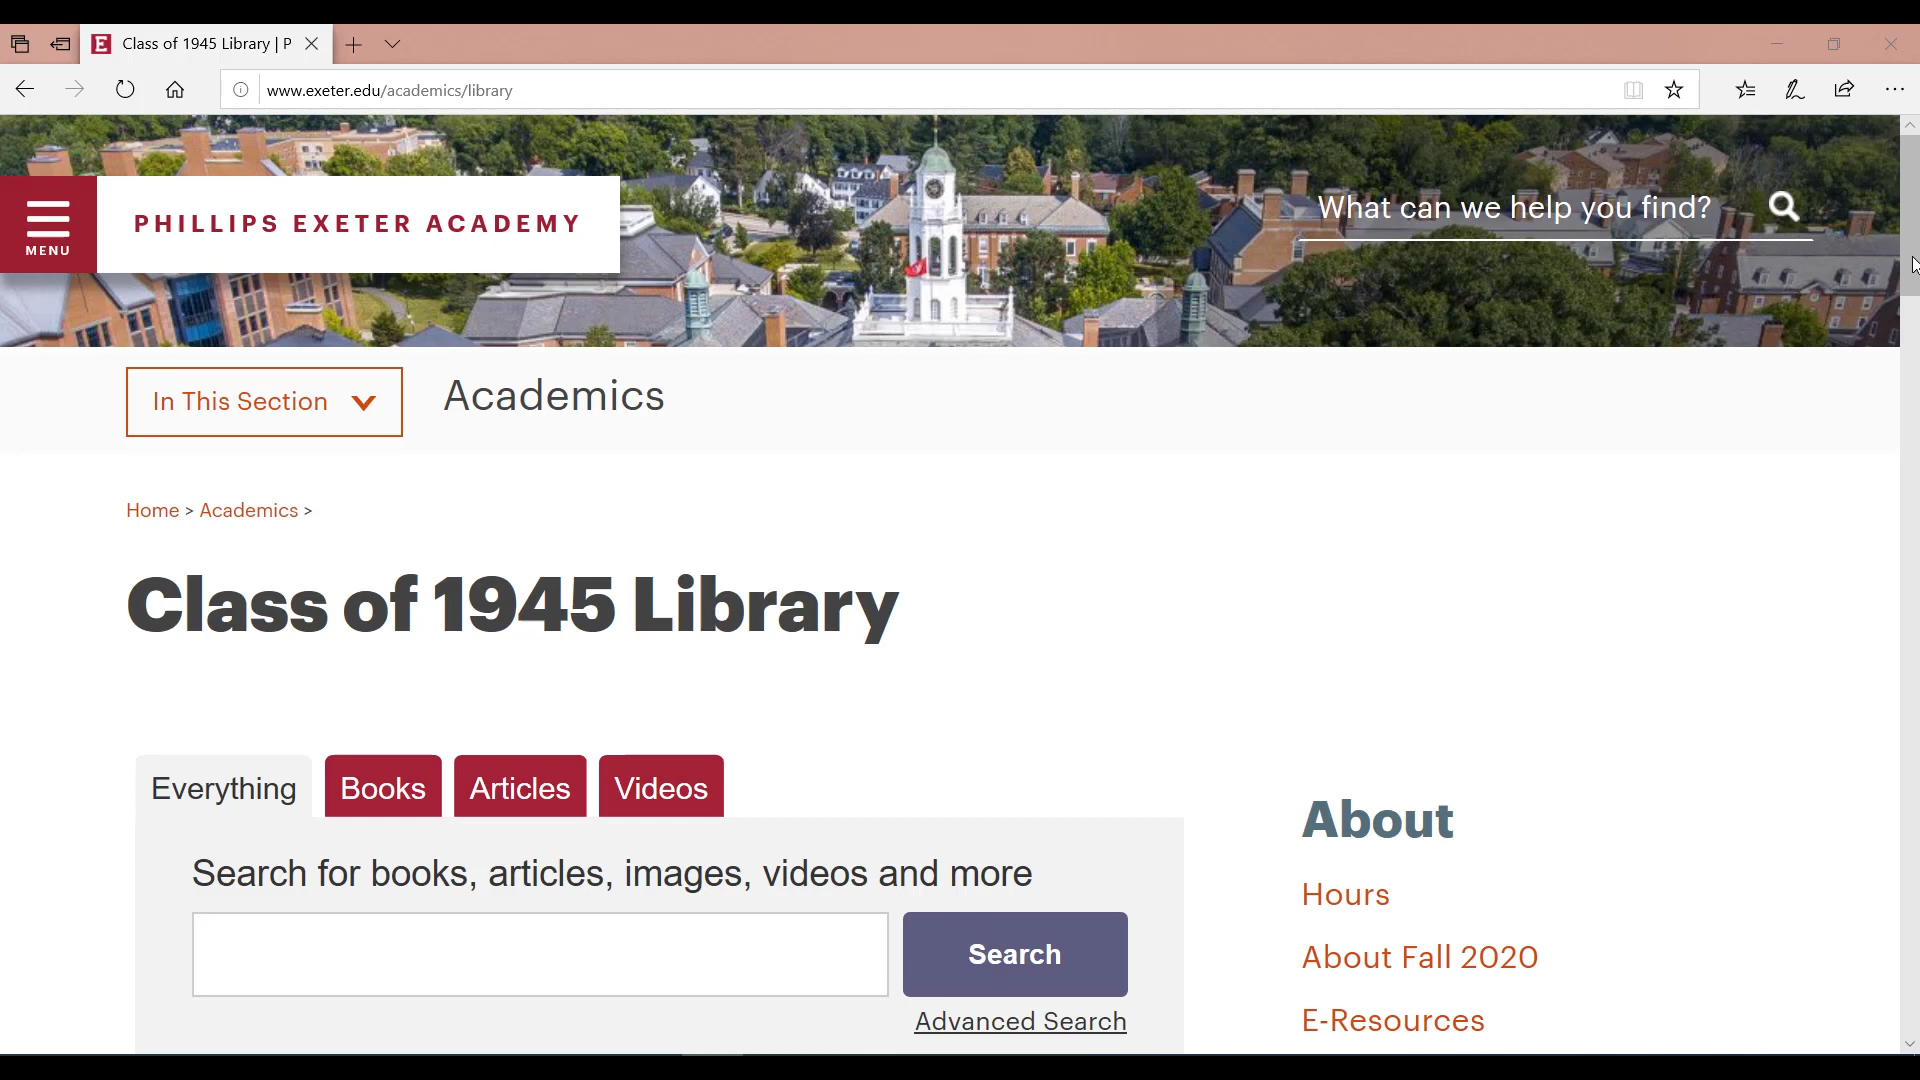 Class of 1945 Library | P
www.exeter.edu/academics/library
MENU
PHILLIPS EXETER ACADEMY
What can we help you find?
In This Section
Academics
Home > Academics >
Class of 1945 Library
Everything
Books
Articles
Videos
Search for books, articles, images, videos and more
Search
Advanced Search
About
Hours
About Fall 2020
E-Resources